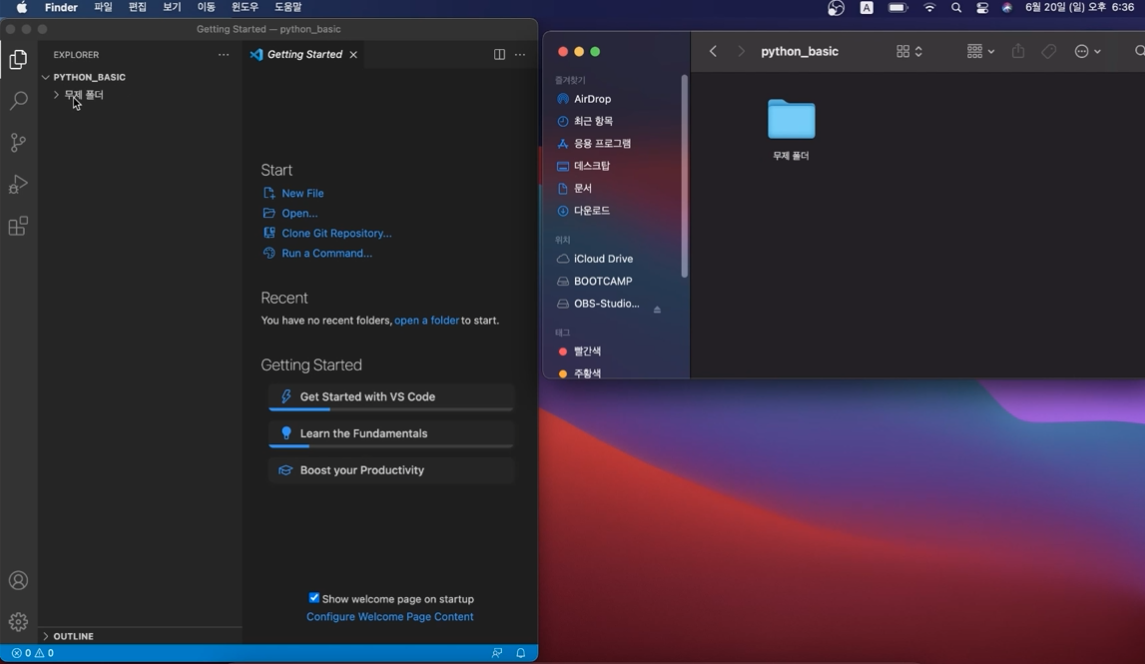 Finder 파일 편집 보기 이동 윈도우 도움말
A 6월 20일 (일) 오후 6:36
Getting Started — python_basic
EXPLORER
PYTHON_BASIC
무제 폴더
Getting Started
Start
New File
Open...
Clone Git Repository...
Run a Command...
Recent
You have no recent folders, open a folder to start.
Getting Started
Get Started with VS Code
Learn the Fundamentals
Boost your Productivity
Show welcome page on startup
Configure Welcome Page Content
OUTLINE
0 0
python_basic
즐겨찾기
AirDrop
최근 항목
응용 프로그램
데스크탑
문서
다운로드
위치
iCloud Drive
BOOTCAMP
OBS-Studio...
태그
빨간색
주황색
무제 폴더